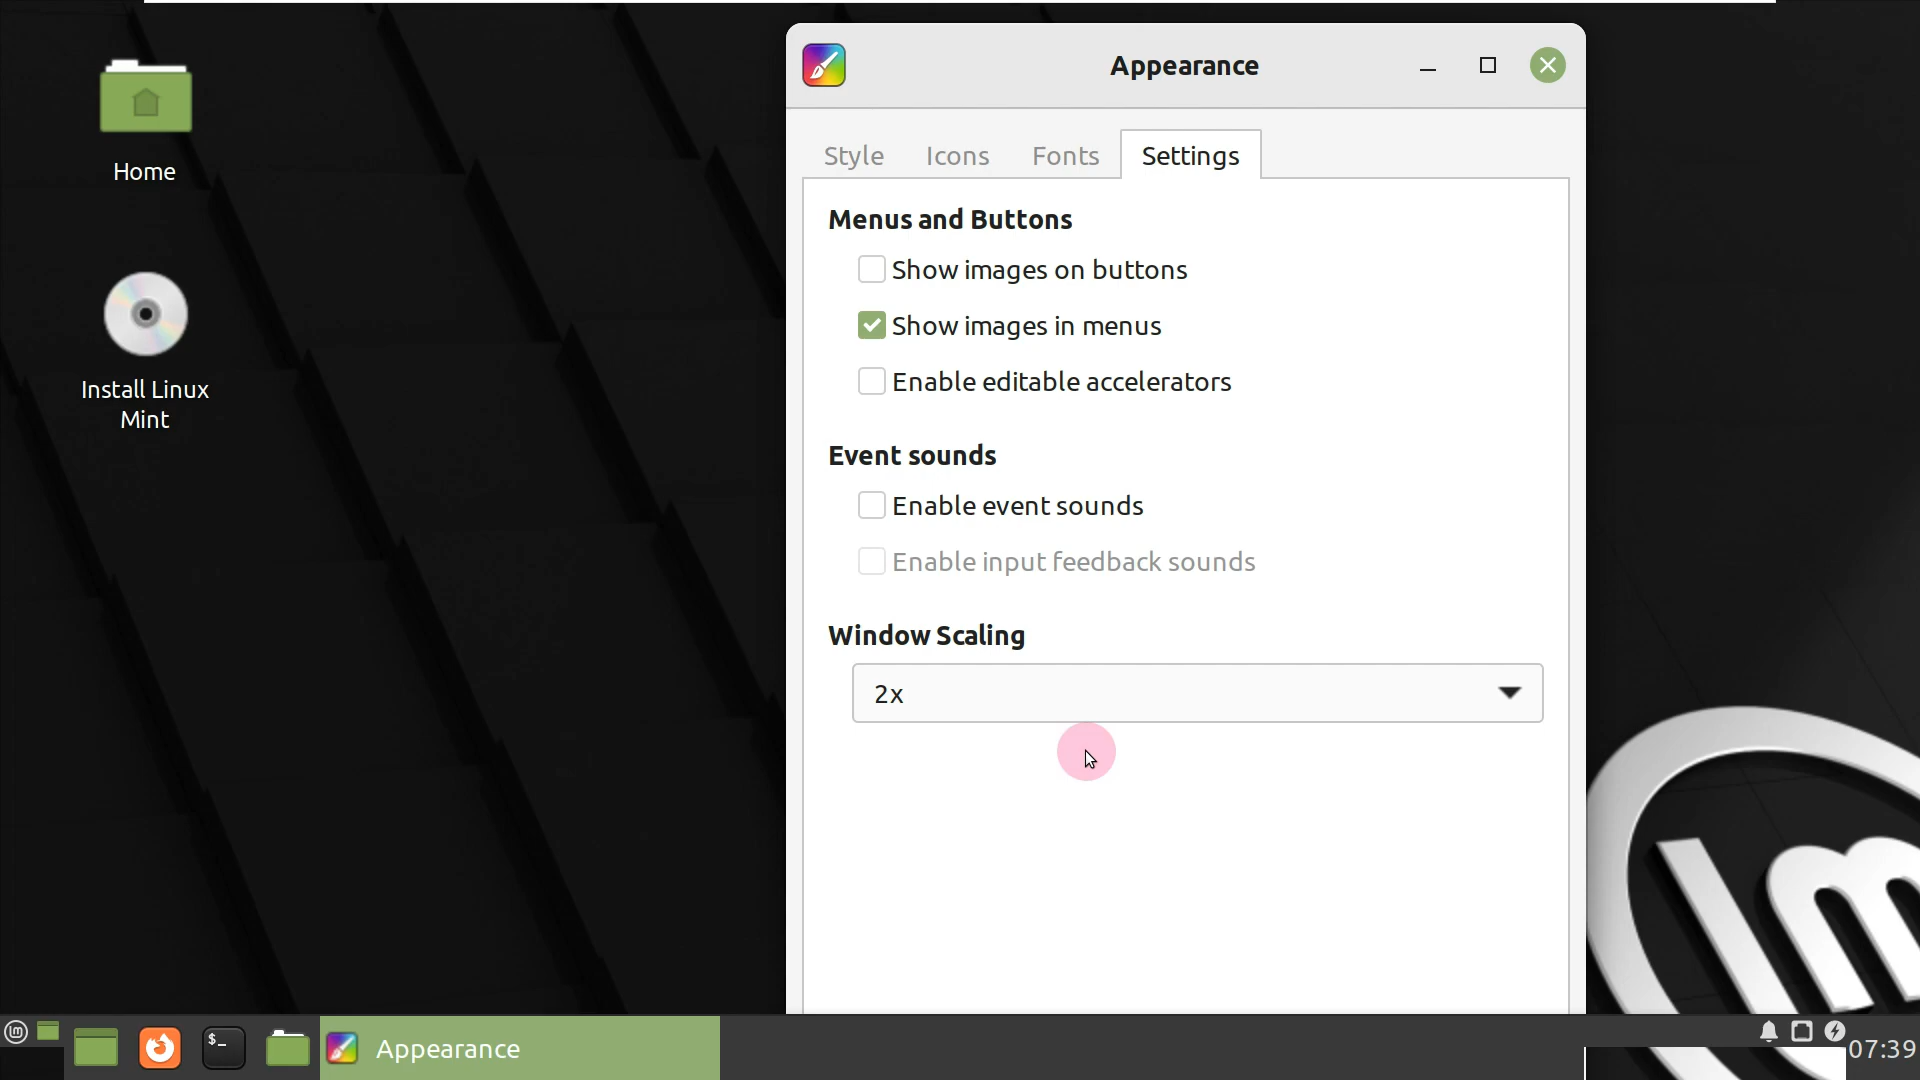 Home
Install Linux
Mint
Appearance
Style
Icons
Fonts
Settings
Menus and Buttons
Show images on buttons
Show images in menus
Enable editable accelerators
Event sounds
Enable event sounds
Enable input feedback sounds
Window Scaling
2x
lm
$_
Appearance
07:39